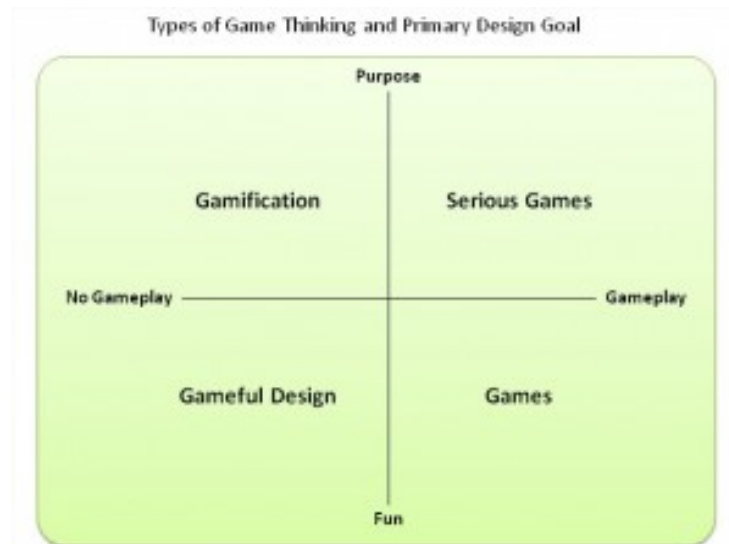 Types of Game Thinking and Primary Design Goal
Purpose
Gamification
Serious Games
No Gameplay
Gameplay
Gameful Design
Games
Fun